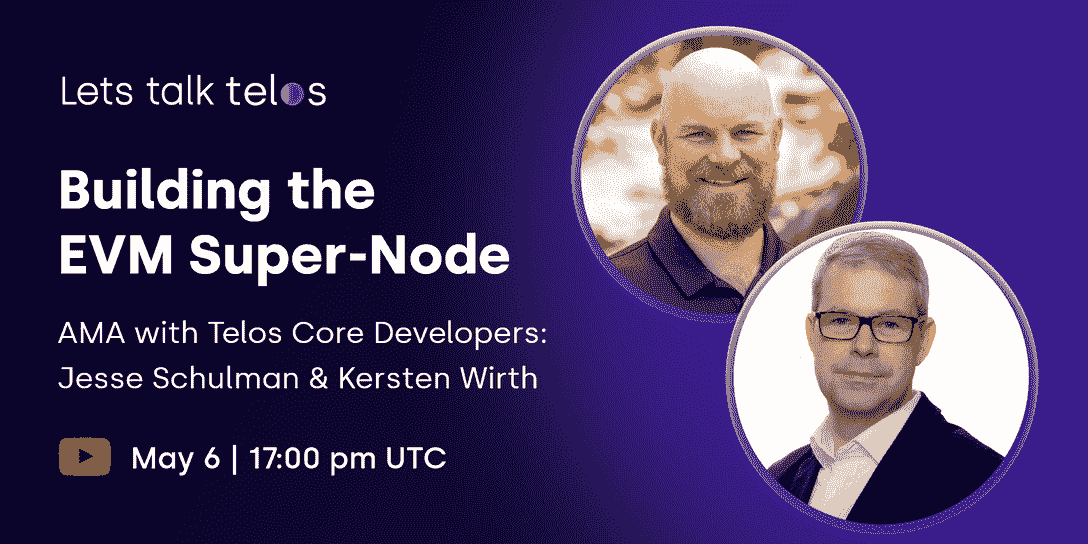 Lets talk telos
Building the
EVM Super-Node
AMA with Telos Core Developers:
Jesse Schulman & Kersten Wirth
May 6 | 17:00 pm UTC